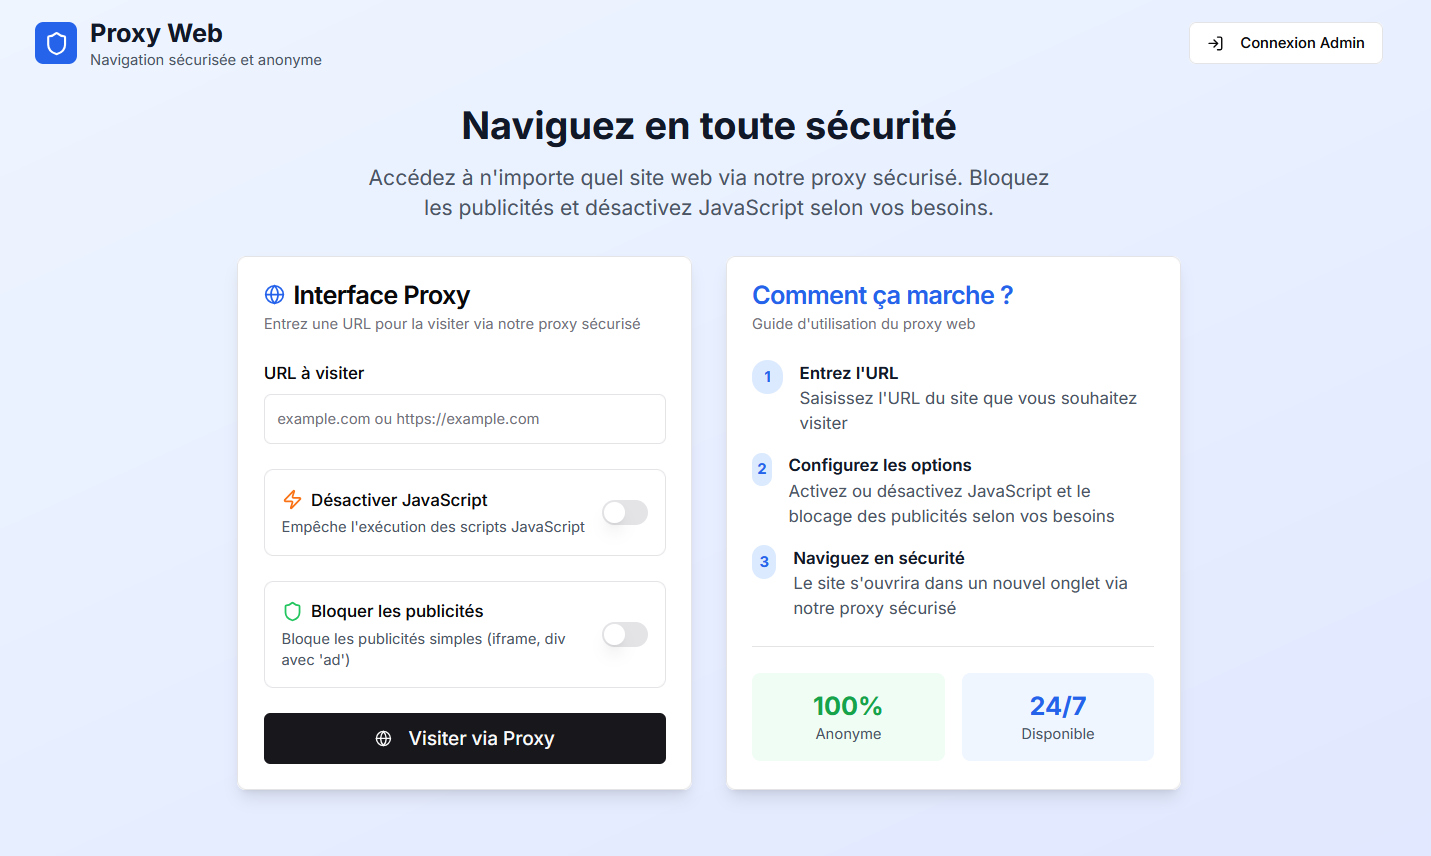 Proxy Web
Navigation sécurisée et anonyme
Connexion Admin
Naviguez en toute sécurité
Accédez à n'importe quel site web via notre proxy sécurisé. Bloquez
les publicités et désactivez JavaScript selon vos besoins.
Interface Proxy
Entrez une URL pour la visiter via notre proxy sécurisé
URL à visiter
example.com ou https://example.com
Désactiver JavaScript
Empêche l'exécution des scripts JavaScript
Bloquer les publicités
Bloque les publicités simples (iframe, div
avec 'ad')
Visiter via Proxy
Comment ça marche ?
Guide d'utilisation du proxy web
1
Entrez l'URL
Saisissez l'URL du site que vous souhaitez
visiter
2
Configurez les options
Activez ou désactivez JavaScript et le
blocage des publicités selon vos besoins
3
Naviguez en sécurité
Le site s'ouvrira dans un nouvel onglet via
notre proxy sécurisé
100%
Anonyme
24/7
Disponible